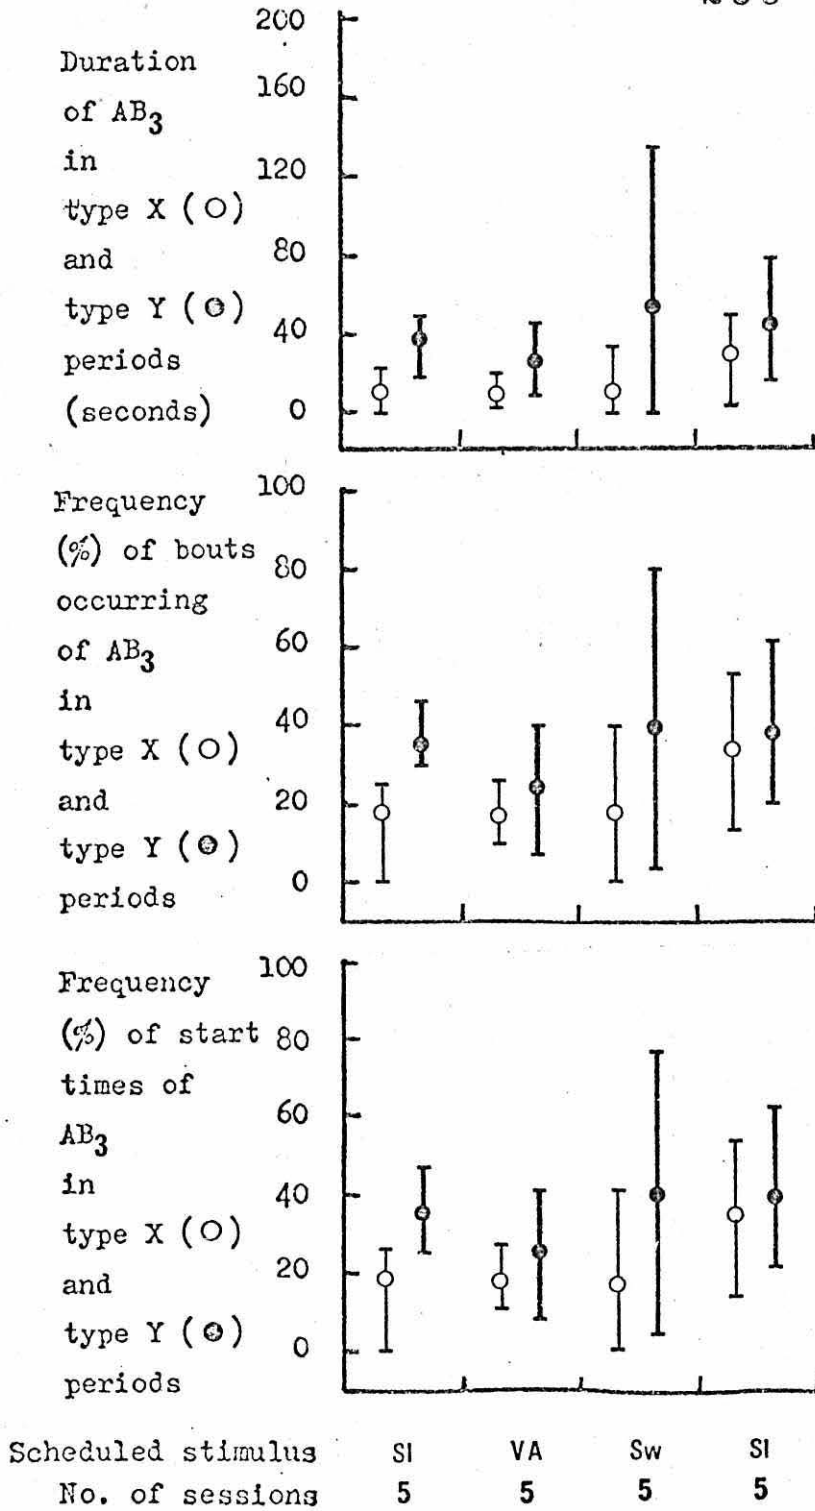 200
Duration
160
of AB3
in
120
type X (O)
and
80
type Y (●)
40
periods
(seconds)
0
Frequency
100
(%) of bouts
80
occurring
60
of AB3
in
40
type X (O)
and
20
type Y (●)
0
periods
Frequency
100
(%) of start
80
times of
60
AB3
in
40
type X (O)
20
and
type Y (●)
0
periods
Scheduled stimulus SI VA Sw SI
No. of sessions 5 5 5 5